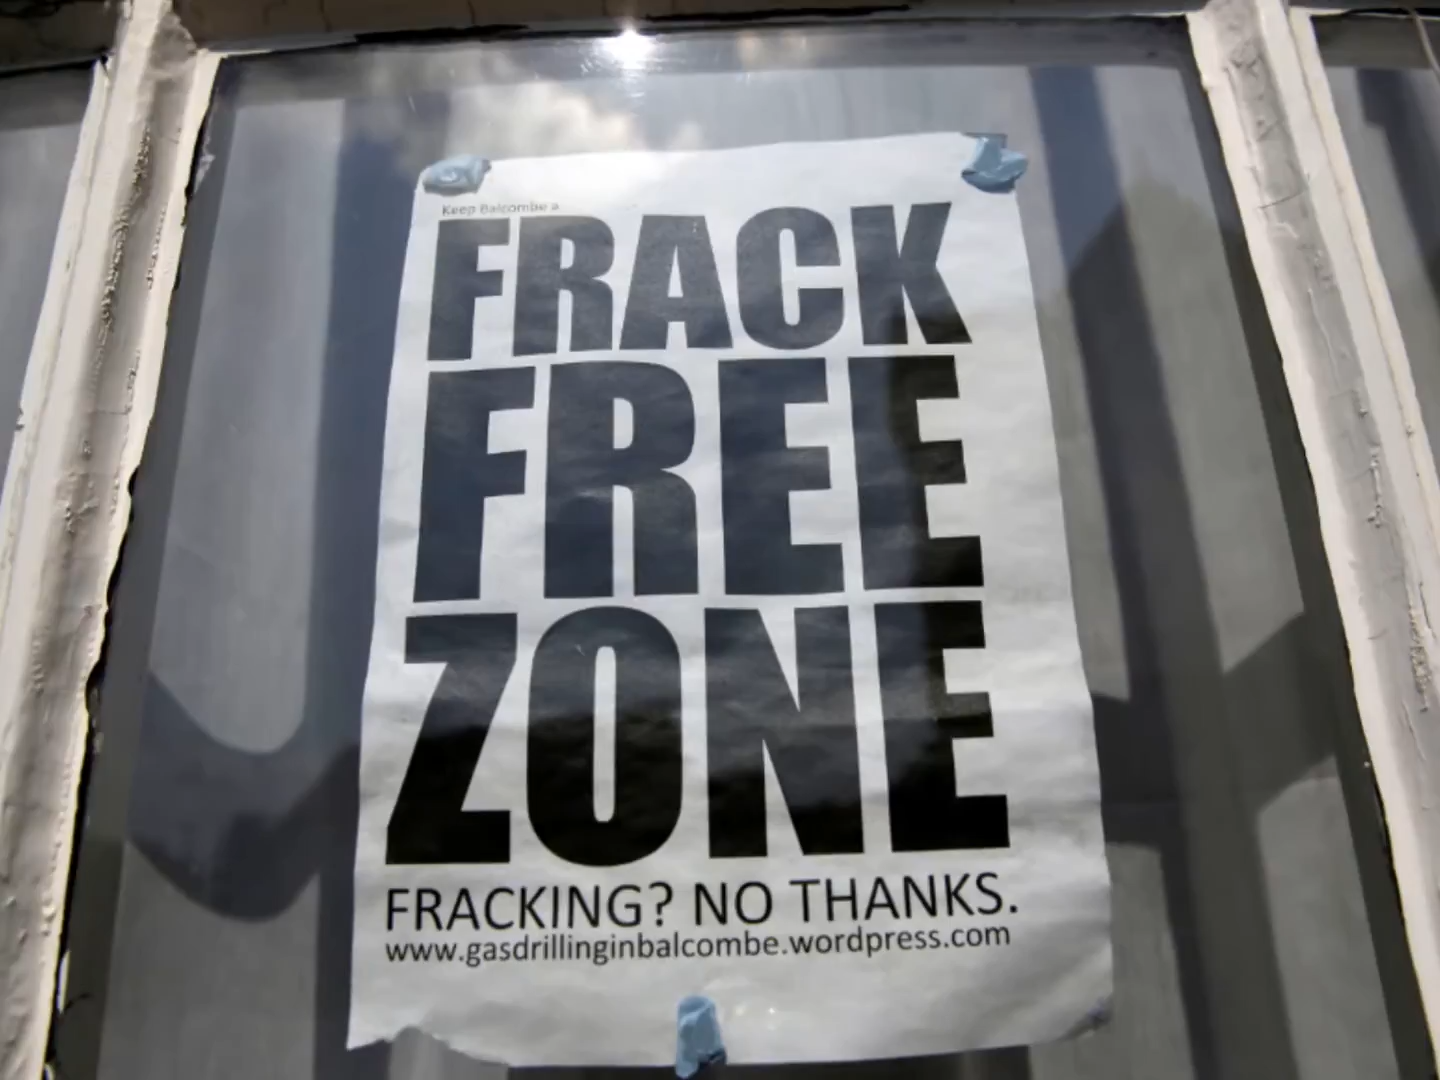 Keep Balcombe a
FRACK
FREE
ZONE
FRACKING? NO THANKS.
www.gasdrillinginbalcombe.wordpress.com